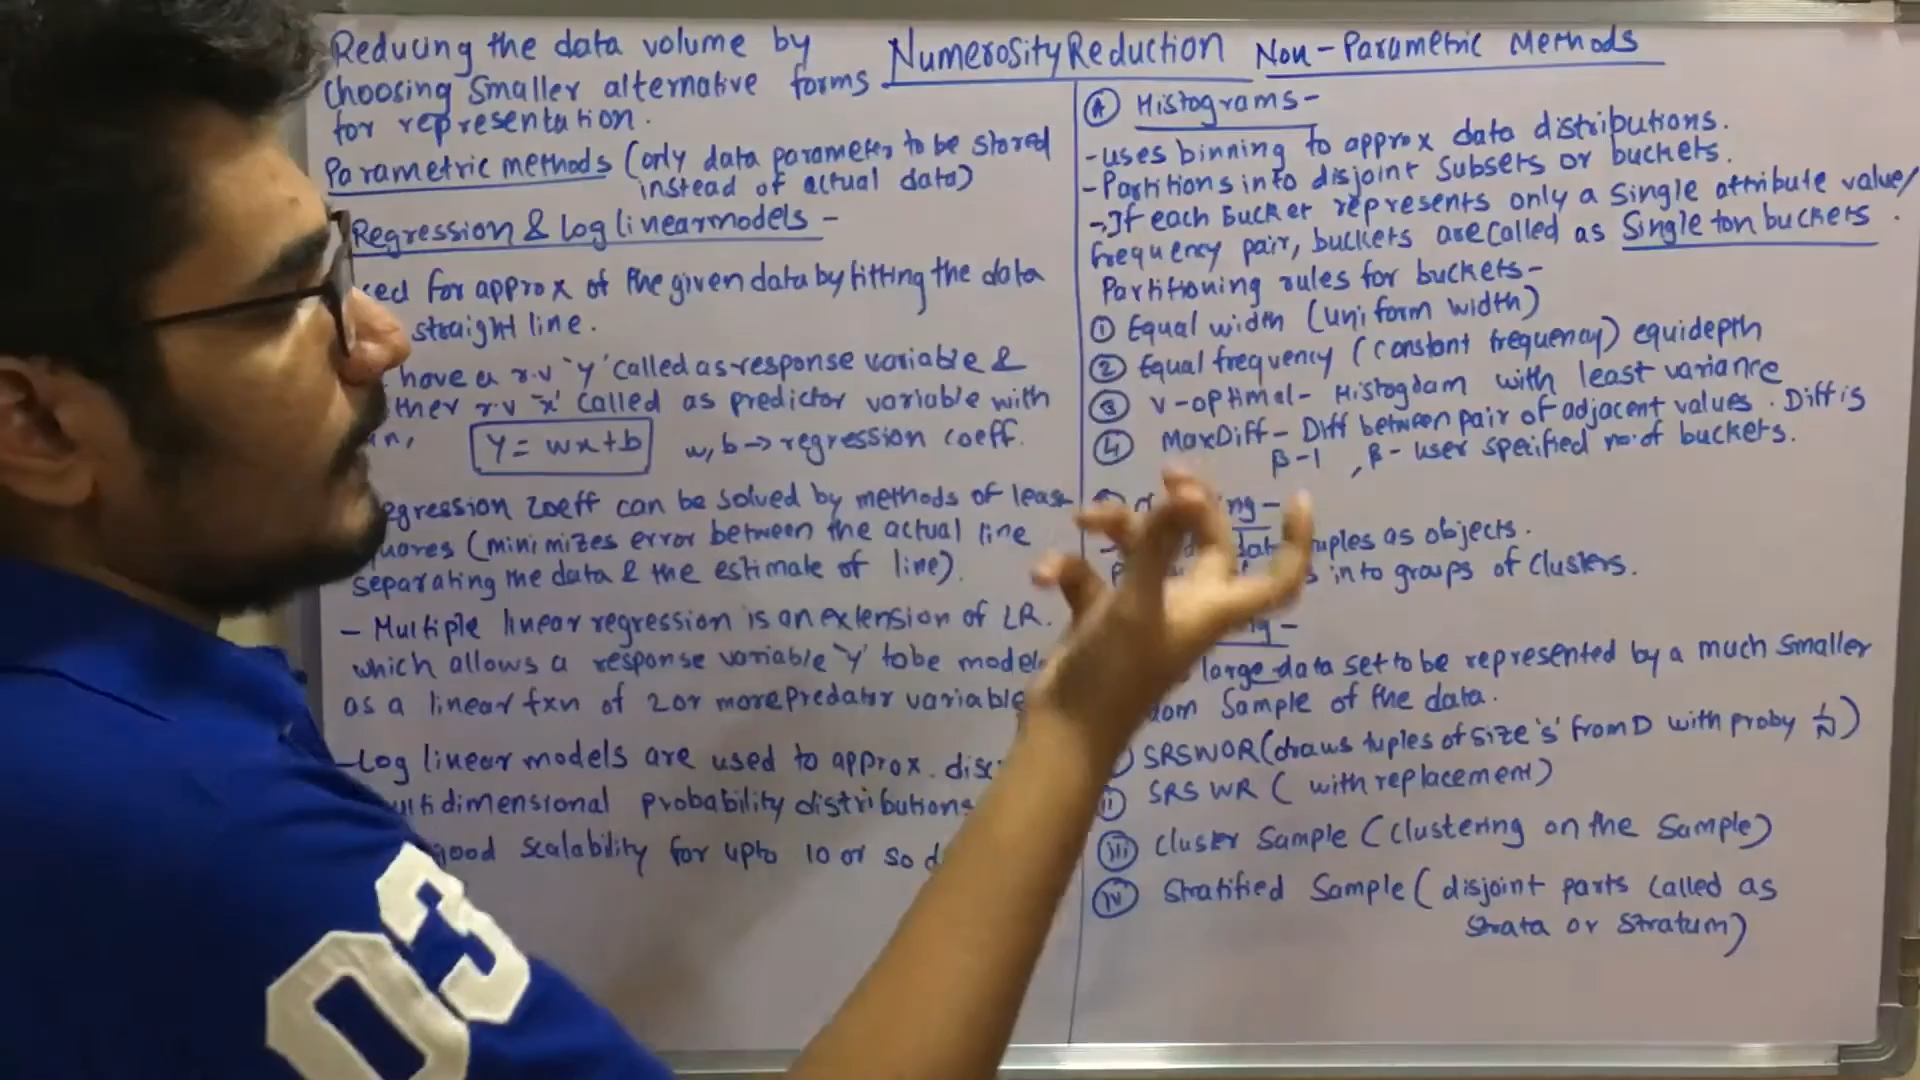 Numerosity Reduction
Reducing the data volume by
choosing smaller alternative forms
for representation.
Parametric methods (only data parameters to be stored
instead of actual data)
Regression & Log linear models -
for approx of the given data by fitting the data
straight line.
have a r.v 'y' called as response variable &
r.v 'x' called as predictor variable with
y = wx+b w, b → regression coeff.
egression coeff can be solved by methods of least
(minimizes error between the actual line
separating the data & the estimate of line).
- Multiple linear regression is an extension of LR.
which allows a response variable 'y' to be model
as a linear fxn of 2 or more predator variable
- Log linear models are used to approx. disc
multidimensional probability distributions
good scalability for upto 10 or so d
Non-Parametric Methods
(A) Histograms -
- uses binning to approx data distributions.
- Partitions into disjoint subsets or buckets.
- If each bucket represents only a single attribute value/
frequency pair, buckets are called as Singleton buckets.
Partitioning rules for buckets -
① Equal width (uniform width)
② Equal frequency (constant frequency) equidepth
③ V-optimal - Histogram with least variance
④ MaxDiff - Diff between pair of adjacent values. Diff is
β-1, β - user specified no. of buckets.
ng -
tuples as objects.
into groups of clusters.
ng -
large data set to be represented by a much smaller
dom sample of the data.
SRSWOR (draws tuples of size 's' from D with proby 1/N)
(ii) SRSWR ( with replacement)
(iii) Cluster Sample (clustering on the sample)
(iv) Stratified Sample ( disjoint parts called as
strata or stratum)
03